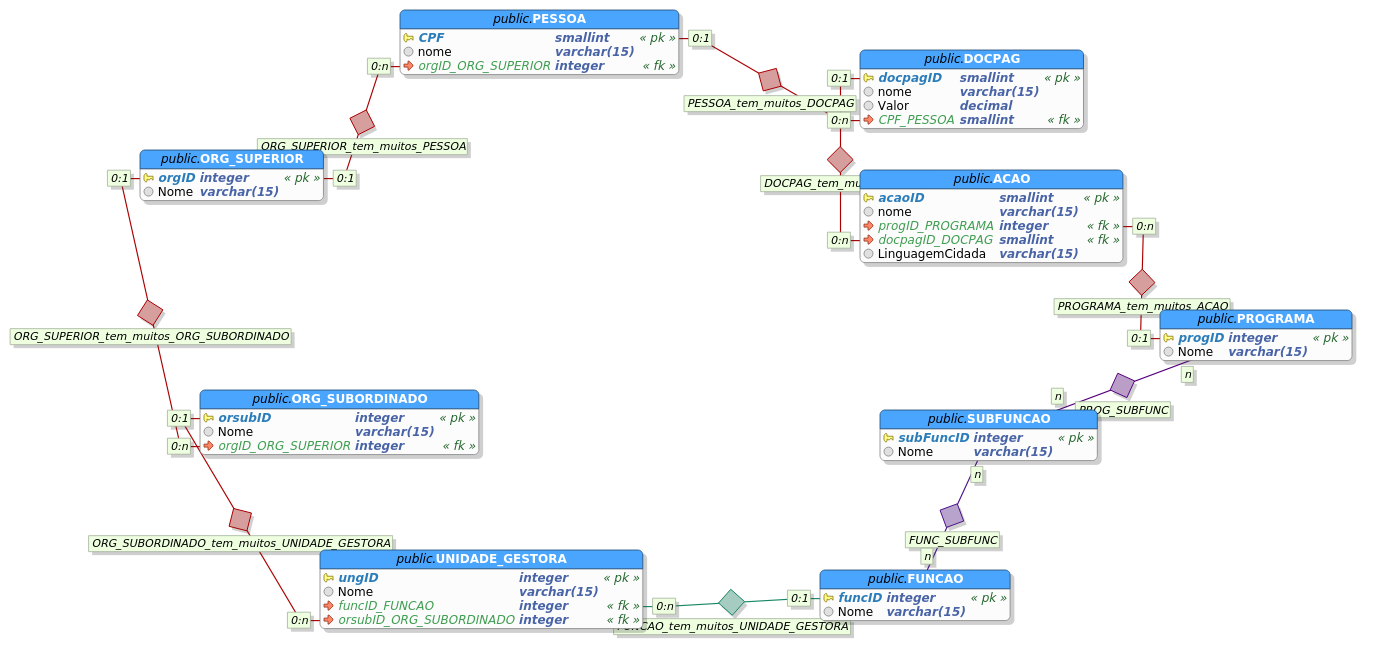 public.PESSOA
CPF smallint « pk »
nome varchar(15)
orgID_ORG_SUPERIOR integer « fk »
0:1
0:n
PESSOA_tem_muitos_DOCPAG
ORG_SUPERIOR_tem_muitos_PESSOA
public.DOCPAG
docpagID smallint « pk »
nome varchar(15)
Valor decimal
CPF_PESSOA smallint « fk »
0:1
0:n
public.ORG_SUPERIOR
orgID integer « pk »
Nome varchar(15)
0:1
0:1
public.ACAO
acaoID smallint « pk »
nome varchar(15)
progID_PROGRAMA integer « fk »
docpagID_DOCPAG smallint « fk »
LinguagemCidada varchar(15)
DOCPAG_tem_mu
0:n
0:n
PROGRAMA_tem_muitos_ACAO
public.PROGRAMA
progID integer « pk »
Nome varchar(15)
0:1
n
ORG_SUPERIOR_tem_muitos_ORG_SUBORDINADO
n
PROG_SUBFUNC
public.ORG_SUBORDINADO
orsubID integer « pk »
Nome varchar(15)
orgID_ORG_SUPERIOR integer « fk »
0:1
0:n
public.SUBFUNCAO
subFuncID integer « pk »
Nome varchar(15)
n
FUNC_SUBFUNC
n
ORG_SUBORDINADO_tem_muitos_UNIDADE_GESTORA
public.UNIDADE_GESTORA
ungID integer « pk »
Nome varchar(15)
funcID_FUNCAO integer « fk »
orsubID_ORG_SUBORDINADO integer « fk »
0:n
0:n
0:1
public.FUNCAO
funcID integer « pk »
Nome varchar(15)
NCAO_tem_muitos_UNIDADE_GESTORA